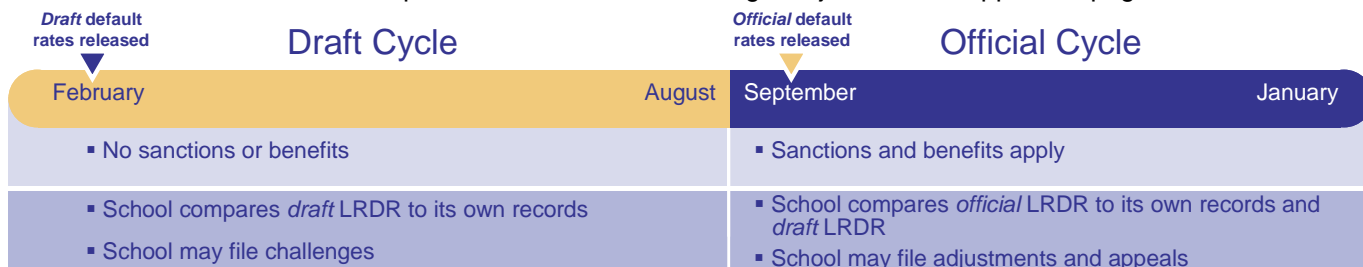 Draft default
rates released
Draft Cycle
Official default
rates released
Official Cycle
February
August
September
January
▪ No sanctions or benefits
▪ Sanctions and benefits apply
▪ School compares draft LRDR to its own records
▪ School may file challenges
▪ School compares official LRDR to its own records and
draft LRDR
▪ School may file adjustments and appeals